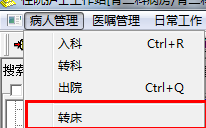 病人管理 医嘱管理 日常工作
入科 Ctrl+R
搜索
转科
出院 Ctrl+Q
转床